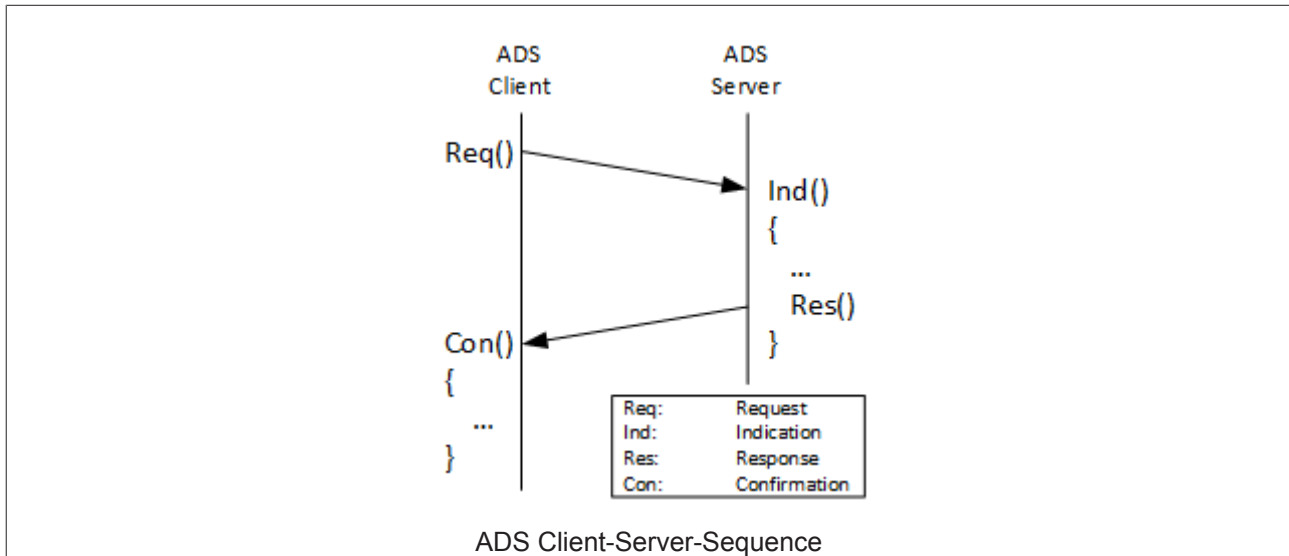 ADS
Client
ADS
Server
Req()
Ind()
{
...
Res()
}
Con()
{
...
}
Req: Request
Ind: Indication
Res: Response
Con: Confirmation
ADS Client-Server-Sequence